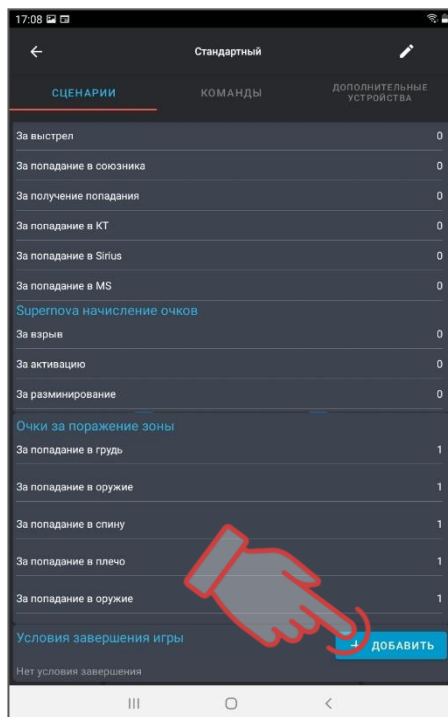 17:08
Стандартный
СЦЕНАРИИ КОМАНДЫ ДОПОЛНИТЕЛЬНЫЕ
УСТРОЙСТВА
За выстрел 0
За попадание в союзника 0
За получение попадания 0
За попадание в КТ 0
За попадание в Sirius 0
За попадание в MS 0
Supernova начисление очков
За взрыв 0
За активацию 0
За разминирование 0
Очки за поражение зоны
За попадание в грудь 1
За попадание в оружие 1
За попадание в спину 1
За попадание в плечо 1
За попадание в оружие 1
Условия завершения игры + ДОБАВИТЬ
Нет условия завершения